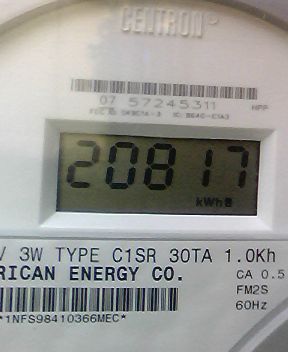 CENTRON®
07 57245311 HPP
20817
kWh
V 3W TYPE C1SR 30TA 1.0Kh
RICAN ENERGY CO. CA 0.5
FM2S
*1NFS98410366MEC* 60Hz